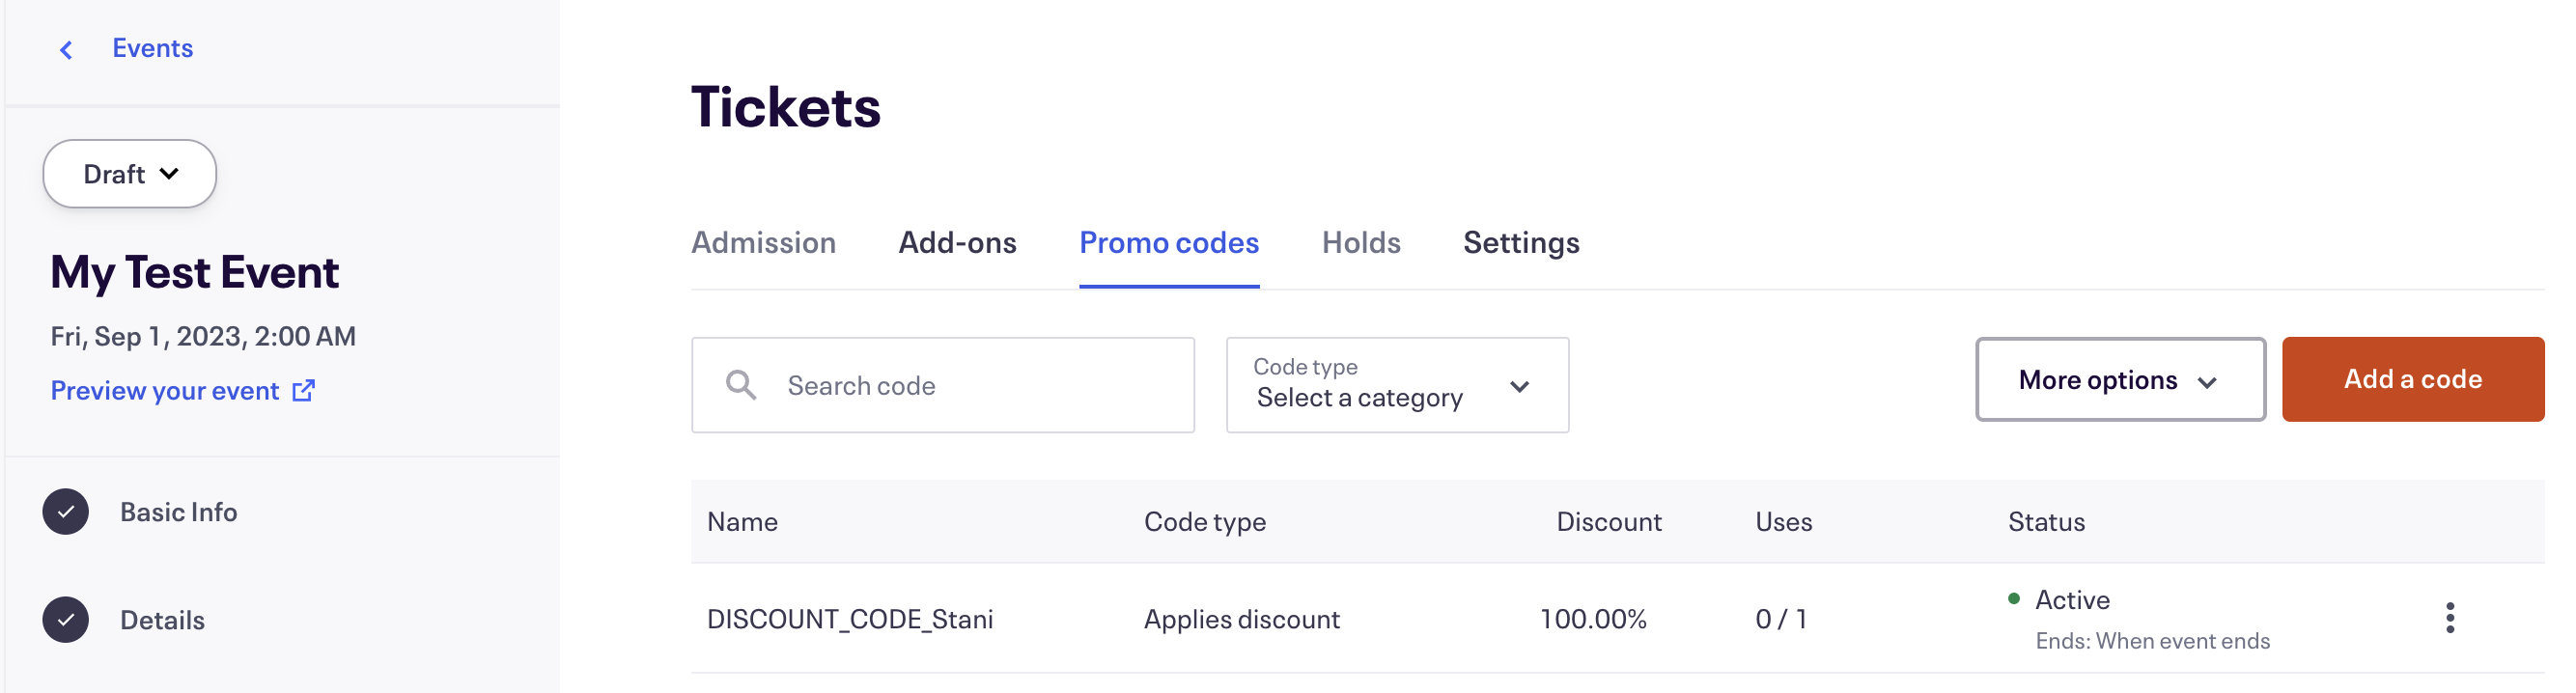 Events
Draft
My Test Event
Fri, Sep 1, 2023, 2:00 AM
Preview your event
Basic Info
Details
Tickets
Admission Add-ons Promo codes Holds Settings
Search code
Code type
Select a category
More options
Add a code
Name Code type Discount Uses Status
DISCOUNT_CODE_Stani Applies discount 100.00% 0 / 1 Active
Ends: When event ends